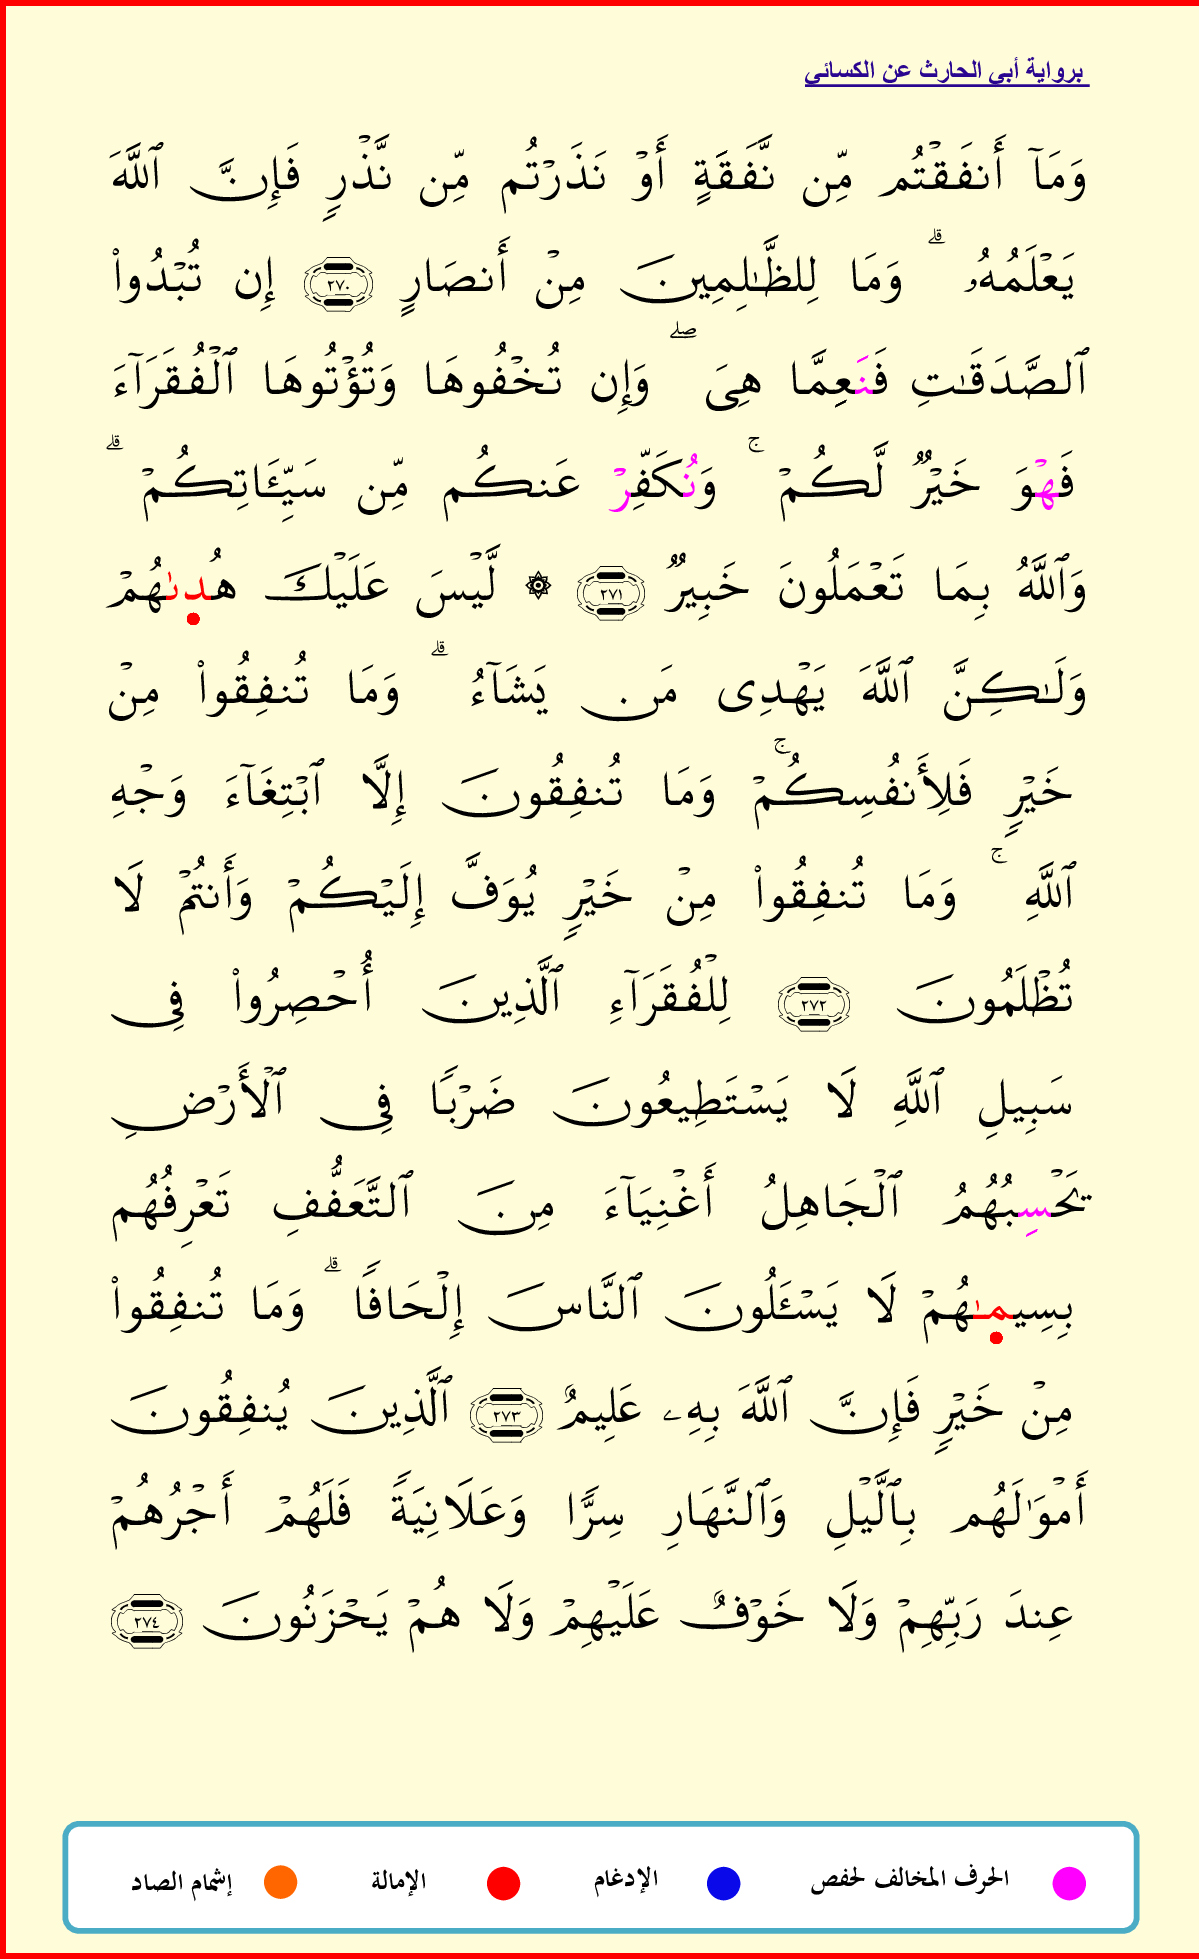 برواية أبي الحارث عن الكسائي
وَمَآ أَنفَقۡتُم مِّن نَّفَقَةٍ أَوۡ نَذَرۡتُم مِّن نَّذۡرٍ فَإِنَّ ٱللَّهَ
يَعۡلَمُهُۥ ۗ وَمَا لِلظَّـٰلِمِينَ مِنۡ أَنصَارٍ ٢٧٠ إِن تُبۡدُوا۟
ٱلصَّدَقَـٰتِ فَنَعِمَّا هِىَ ۖ وَإِن تُخۡفُوهَا وَتُؤۡتُوهَا ٱلۡفُقَرَآءَ
فَهۡوَ خَيۡرٌ لَّكُمۡ ۚ وَنُكَفِّرۡ عَنكُم مِّن سَيِّـَٔاتِكُمۡ ۗ
وَٱللَّهُ بِمَا تَعۡمَلُونَ خَبِيرٌ ٢٧١ ۞ لَّيۡسَ عَلَيۡكَ هُدىٰهُمۡ
وَلَـٰكِنَّ ٱللَّهَ يَهۡدِى مَن يَشَآءُ ۗ وَمَا تُنفِقُوا۟ مِنۡ
خَيۡرٍ فَلِأَنفُسِكُمۡ ۚ وَمَا تُنفِقُونَ إِلَّا ٱبۡتِغَآءَ وَجۡهِ
ٱللَّهِ ۚ وَمَا تُنفِقُوا۟ مِنۡ خَيۡرٍ يُوَفَّ إِلَيۡكُمۡ وَأَنتُمۡ لَا
تُظۡلَمُونَ ٢٧٢ لِلۡفُقَرَآءِ ٱلَّذِينَ أُحۡصِرُوا۟ فِى
سَبِيلِ ٱللَّهِ لَا يَسۡتَطِيعُونَ ضَرۡبًا فِى ٱلۡأَرۡضِ
يَحۡسِبُهُمُ ٱلۡجَاهِلُ أَغۡنِيَآءَ مِنَ ٱلتَّعَفُّفِ تَعۡرِفُهُم
بِسِيمىٰهُمۡ لَا يَسۡـَٔلُونَ ٱلنَّاسَ إِلۡحَافًا ۗ وَمَا تُنفِقُوا۟
مِنۡ خَيۡرٍ فَإِنَّ ٱللَّهَ بِهِۦ عَلِيمٌ ٢٧٣ ٱلَّذِينَ يُنفِقُونَ
أَمۡوَٰلَهُم بِٱلَّيۡلِ وَٱلنَّهَارِ سِرًّا وَعَلَانِيَةً فَلَهُمۡ أَجۡرُهُمۡ
عِندَ رَبِّهِمۡ وَلَا خَوۡفٌ عَلَيۡهِمۡ وَلَا هُمۡ يَحۡزَنُونَ ٢٧٤
الحرف المخالف لحفص الإدغام الإمالة إشمام الصاد